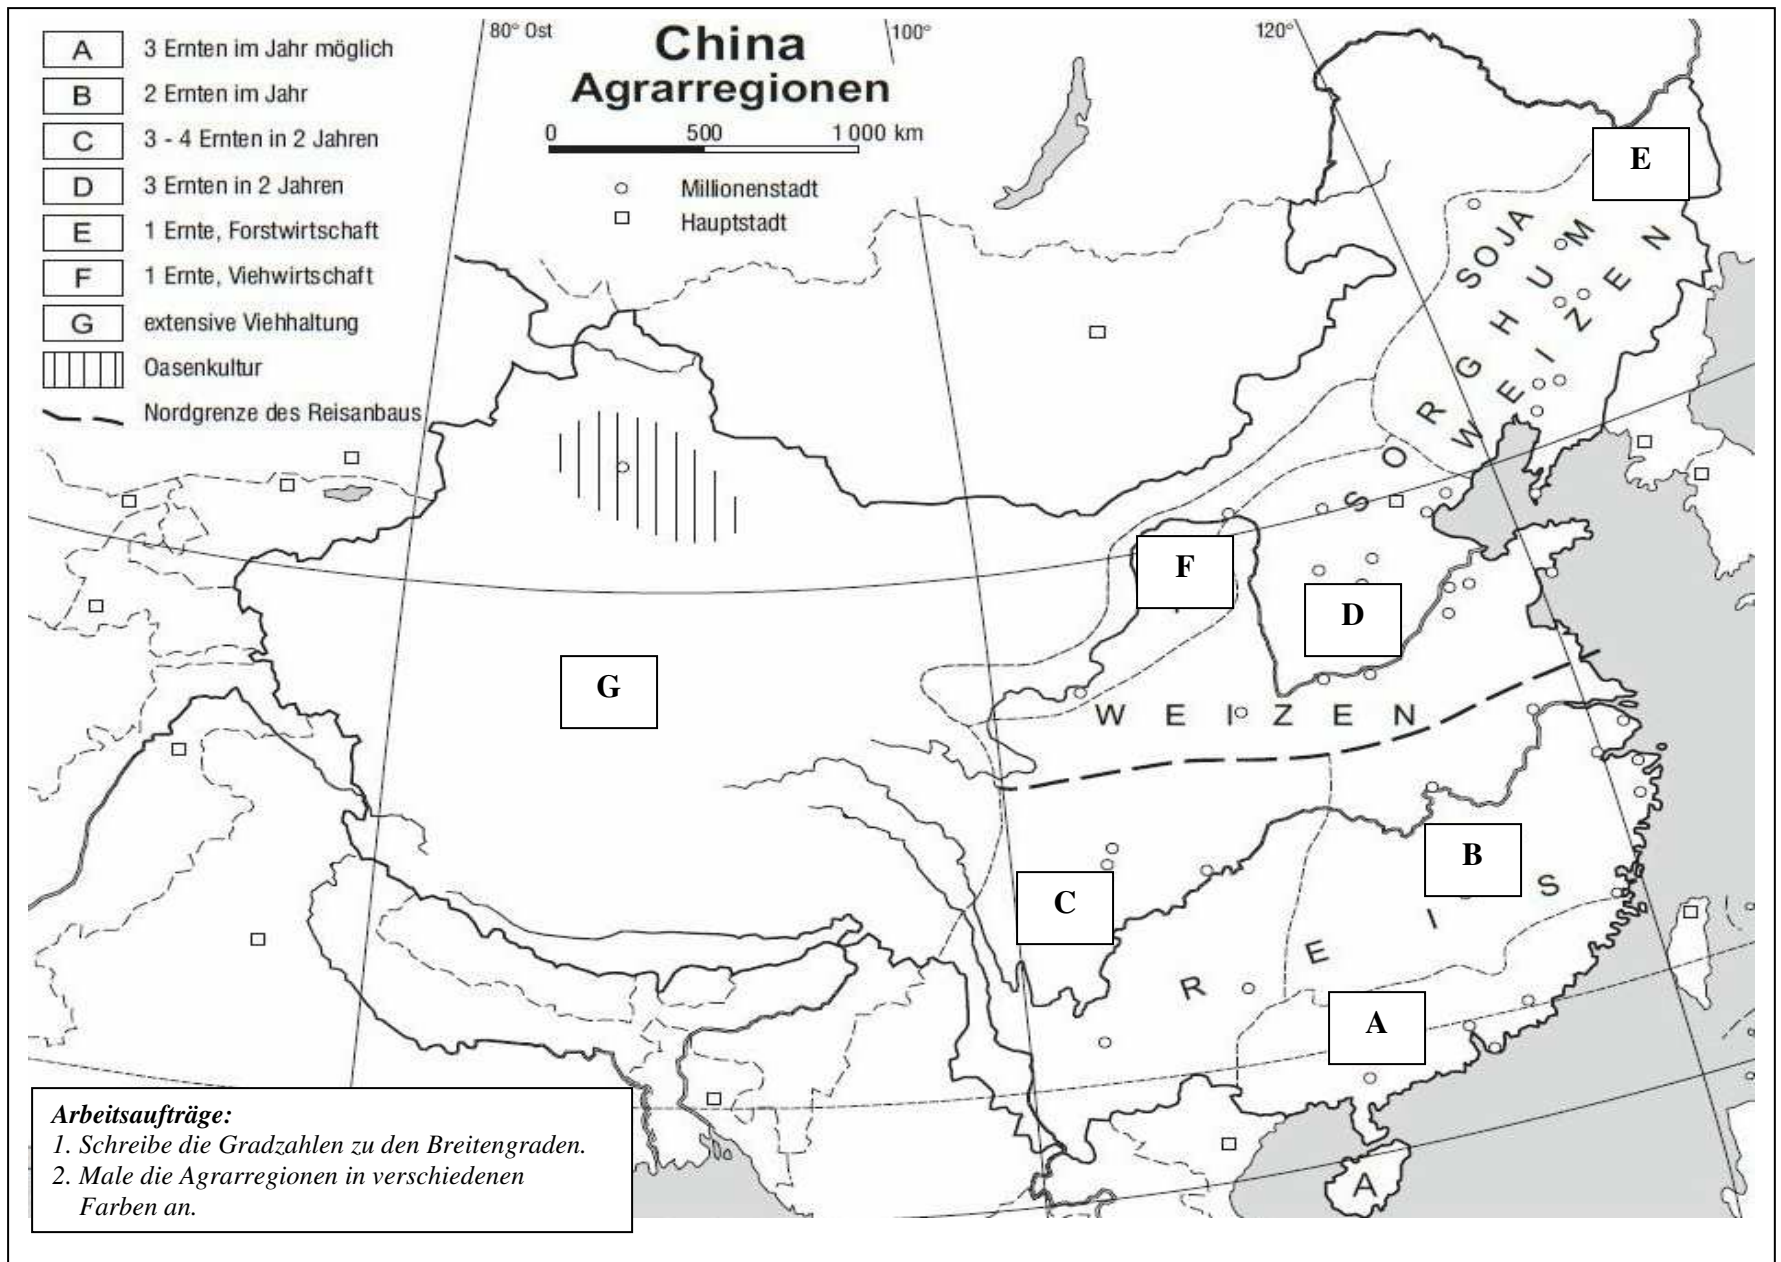 China
Agrarregionen
80° Ost
100°
120°
0 500 1 000 km
Millionenstadt
Hauptstadt
A 3 Ernten im Jahr möglich
B 2 Ernten im Jahr
C 3 - 4 Ernten in 2 Jahren
D 3 Ernten in 2 Jahren
E 1 Ernte, Forstwirtschaft
F 1 Ernte, Viehwirtschaft
G extensive Viehhaltung
Oasenkultur
Nordgrenze des Reisanbaus
E
SOJA
SORGHUM
WEIZEN
F
D
G
WEIZEN
B
C
REIS
A
A
Arbeitsaufträge:
1. Schreibe die Gradzahlen zu den Breitengraden.
2. Male die Agrarregionen in verschiedenen
Farben an.